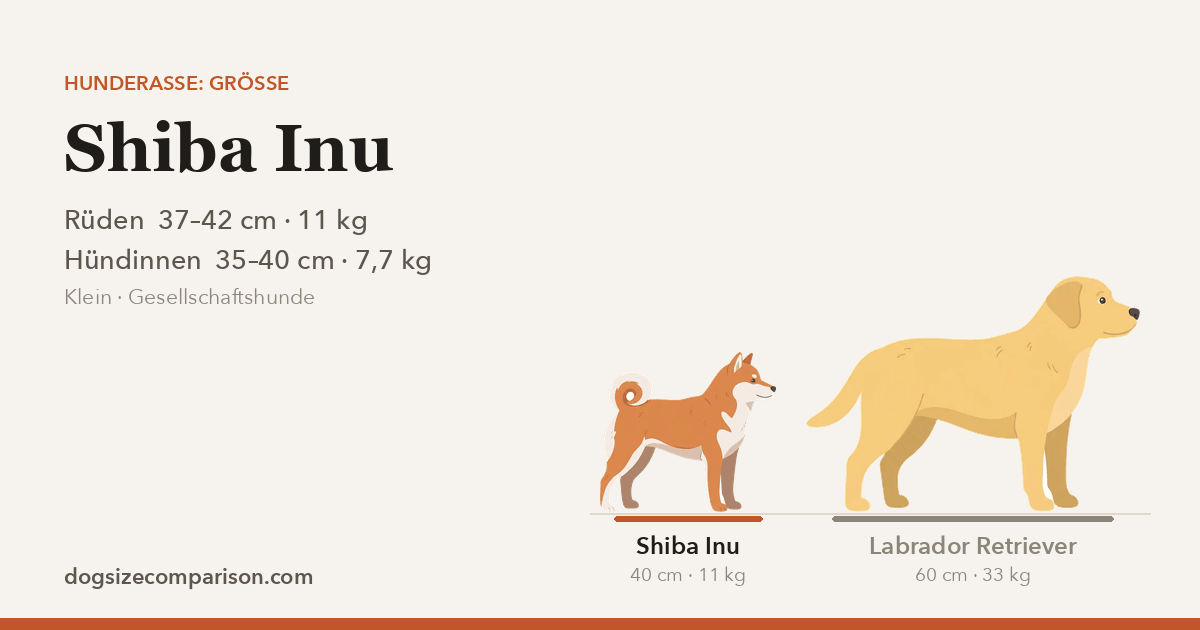 HUNDERASSE: GRÖSSE
Shiba Inu
Rüden 37–42 cm · 11 kg
Hündinnen 35–40 cm · 7,7 kg
Klein · Gesellschaftshunde
Shiba Inu
40 cm · 11 kg
Labrador Retriever
60 cm · 33 kg
dogsizecomparison.com